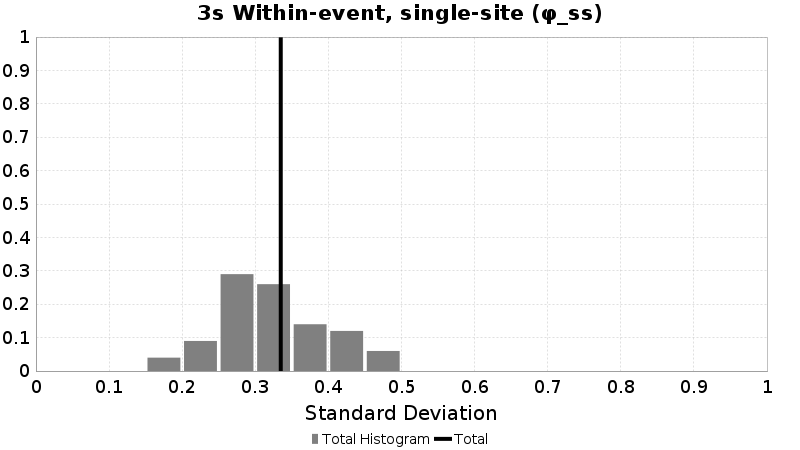 3s Within-event, single-site (φ_ss)
1
0.9
0.8
0.7
0.6
0.5
0.4
0.3
0.2
0.1
0
0 0.1 0.2 0.3 0.4 0.5 0.6 0.7 0.8 0.9 1
Standard Deviation
Total Histogram Total